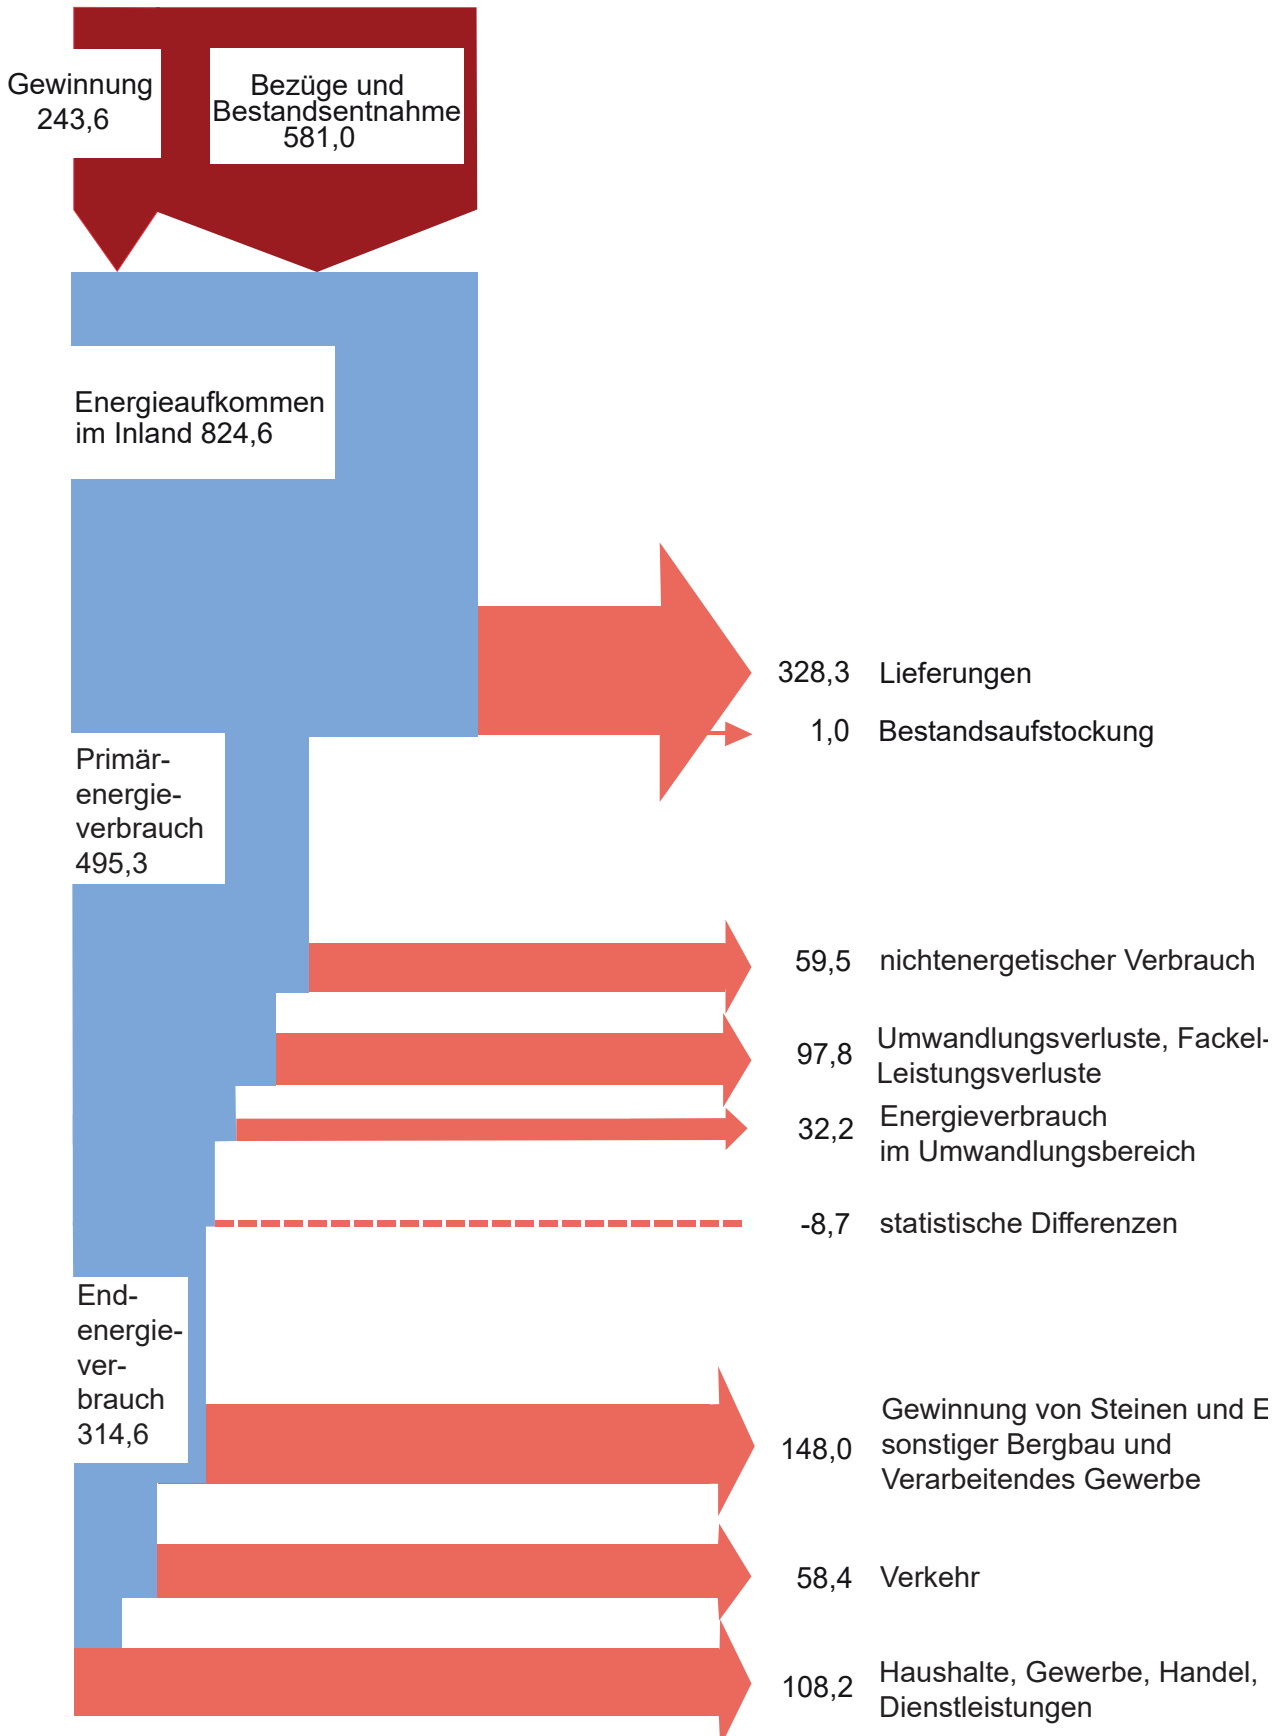 Gewinnung
243,6
Bezüge und
Bestandsentnahme
581,0
Energieaufkommen
im Inland 824,6
328,3 Lieferungen
1,0 Bestandsaufstockung
Primär-
energie-
verbrauch
495,3
59,5 nichtenergetischer Verbrauch
97,8 Umwandlungsverluste, Fackel-
Leistungsverluste
32,2 Energieverbrauch
im Umwandlungsbereich
-8,7 statistische Differenzen
End-
energie-
ver-
brauch
314,6
148,0 Gewinnung von Steinen und
sonstiger Bergbau und
Verarbeitendes Gewerbe
58,4 Verkehr
108,2 Haushalte, Gewerbe, Handel,
Dienstleistungen